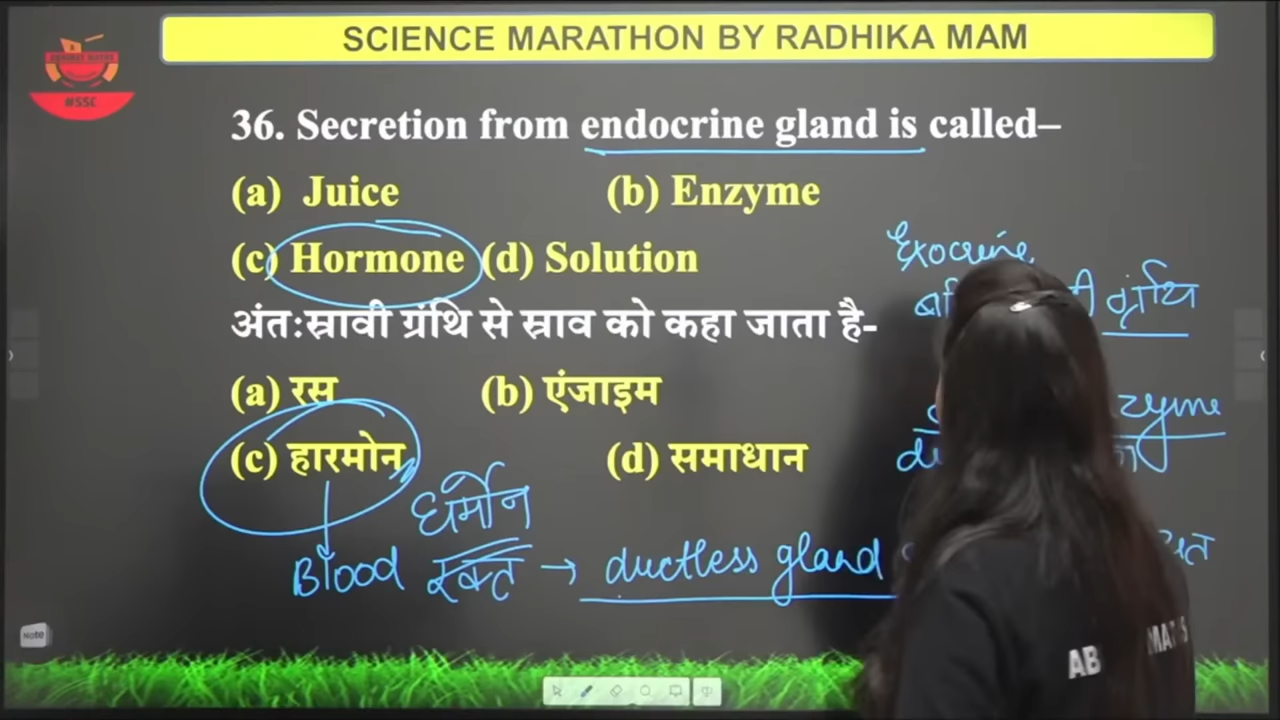 SCIENCE MARATHON BY RADHIKA MAM
#SSC
36. Secretion from endocrine gland is called–
(a) Juice
(b) Enzyme
(c) Hormone
(d) Solution
Exocrine
ग्रंथि
अंतःस्रावी ग्रंथि से स्राव को कहा जाता है-
(a) रस
(b) एंजाइम
zyme
(c) हारमोन
(d) समाधान
Blood रक्त → ductless gland
Note
AB